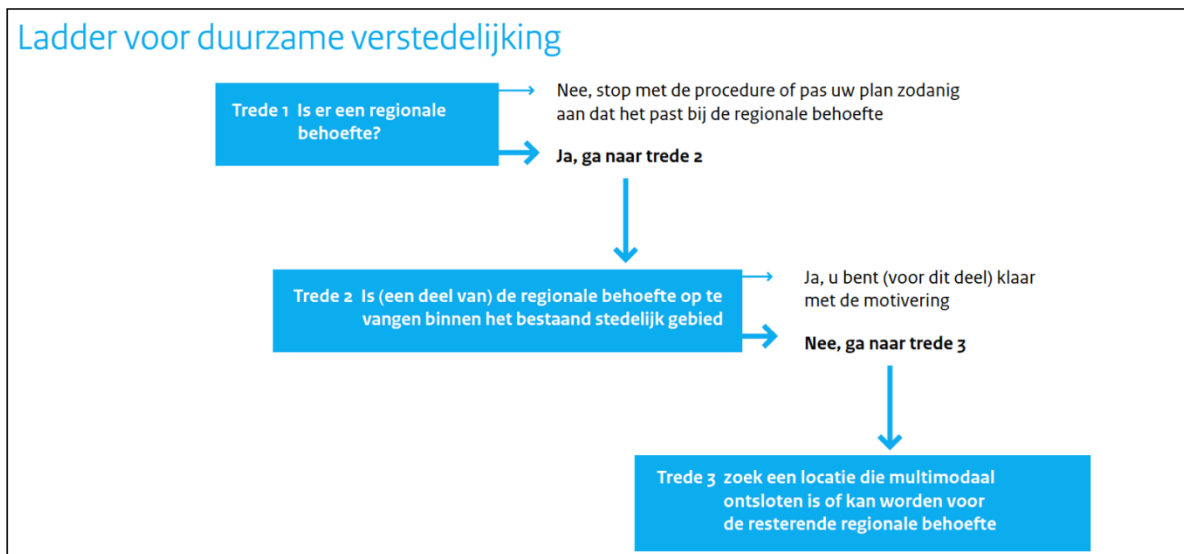 Ladder voor duurzame verstedelijking
Trede 1 Is er een regionale
behoefte?
Nee, stop met de procedure of pas uw plan zodanig
aan dat het past bij de regionale behoefte
Ja, ga naar trede 2
Trede 2 Is (een deel van) de regionale behoefte op te
vangen binnen het bestaand stedelijk gebied
Ja, u bent (voor dit deel) klaar
met de motivering
Nee, ga naar trede 3
Trede 3 zoek een locatie die multimodaal
ontsloten is of kan worden voor
de resterende regionale behoefte